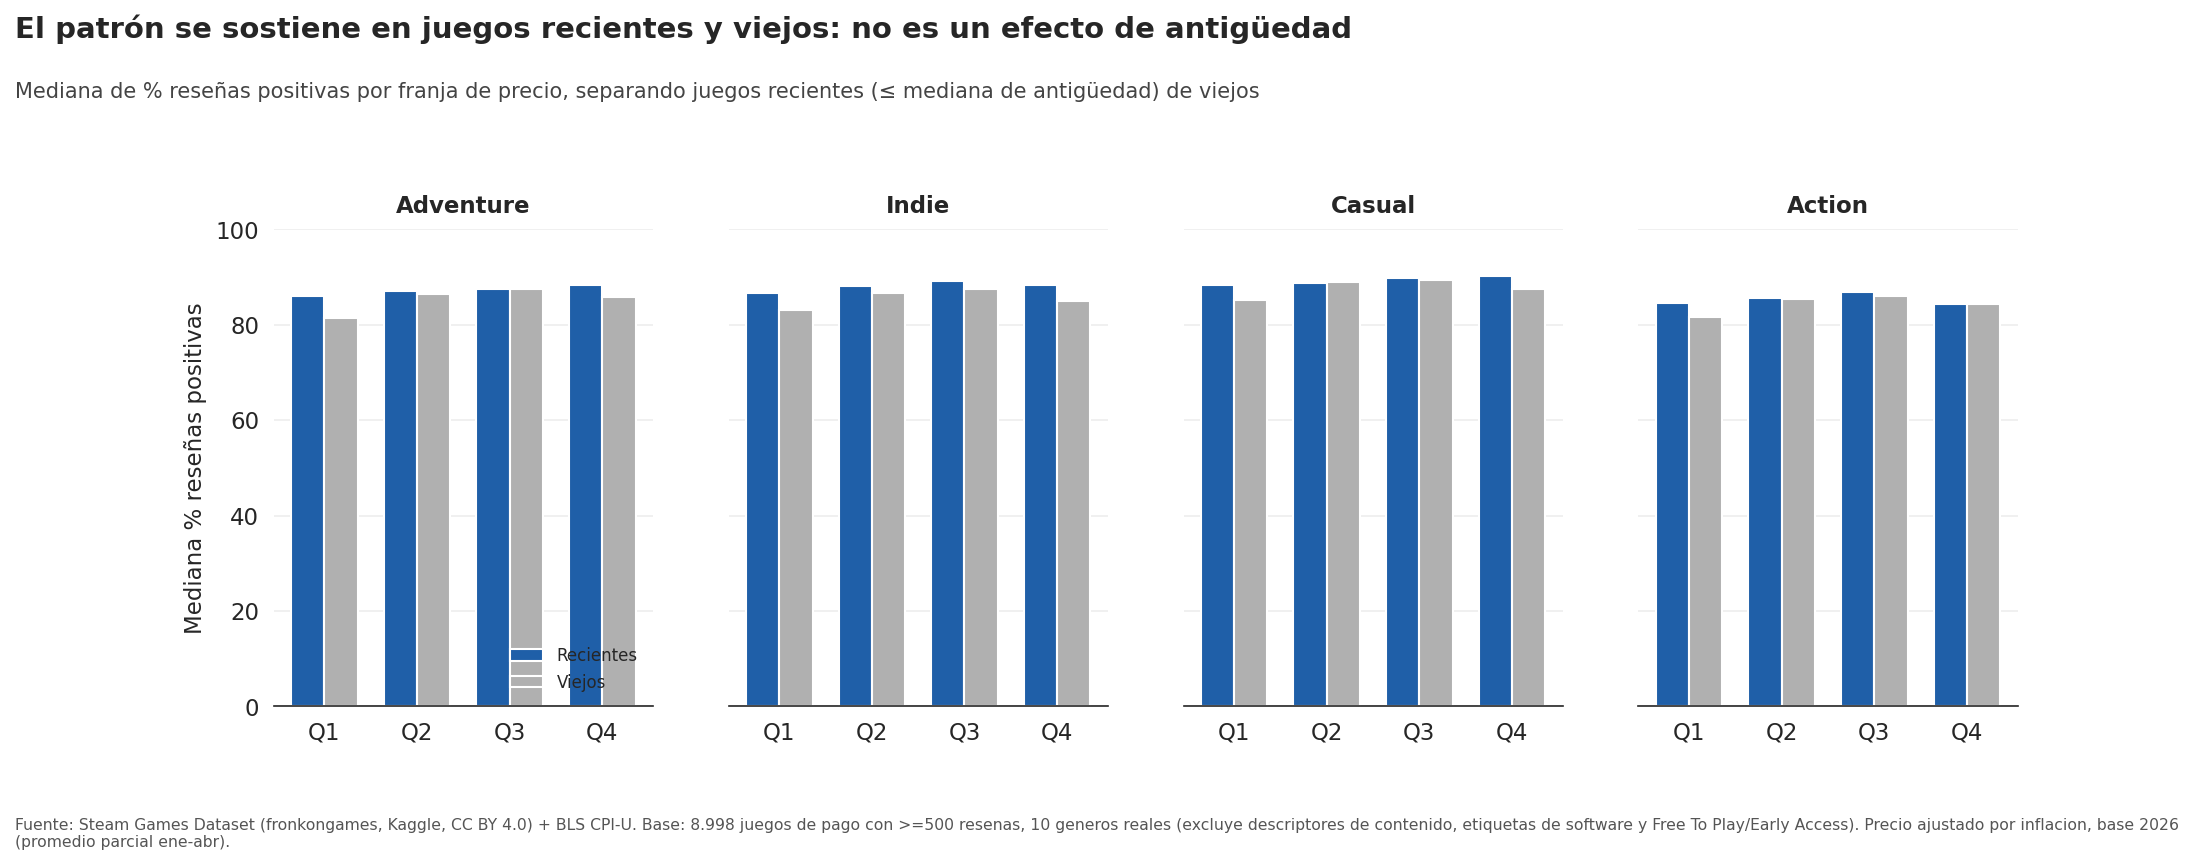 El patrón se sostiene en juegos recientes y viejos: no es un efecto de antigüedad
Mediana de % reseñas positivas por franja de precio, separando juegos recientes (≤ mediana de antigüedad) de viejos
Adventure
Indie
Casual
Action
Mediana % reseñas positivas
100
80
60
40
20
0
Recientes
Viejos
Q1 Q2 Q3 Q4
Q1 Q2 Q3 Q4
Q1 Q2 Q3 Q4
Q1 Q2 Q3 Q4
Fuente: Steam Games Dataset (fronkongames, Kaggle, CC BY 4.0) + BLS CPI-U. Base: 8.998 juegos de pago con >=500 resenas, 10 generos reales (excluye descriptores de contenido, etiquetas de software y Free To Play/Early Access). Precio ajustado por inflacion, base 2026
(promedio parcial ene-abr).